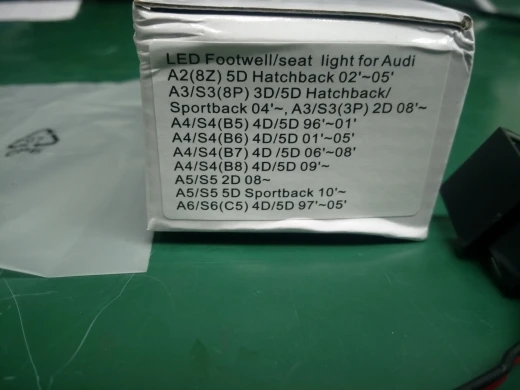 LED Footwell/seat light for Audi
A2(8Z) 5D Hatchback 02'~05'
A3/S3(8P) 3D/5D Hatchback/
Sportback 04'~, A3/S3(3P) 2D 08'~
A4/S4(B5) 4D/5D 96'~01'
A4/S4(B6) 4D/5D 01'~05'
A4/S4(B7) 4D /5D 06'~08'
A4/S4(B8) 4D/5D 09'~
A5/S5 2D 08~
A5/S5 5D Sportback 10'~
A6/S6(C5) 4D/5D 97'~05'